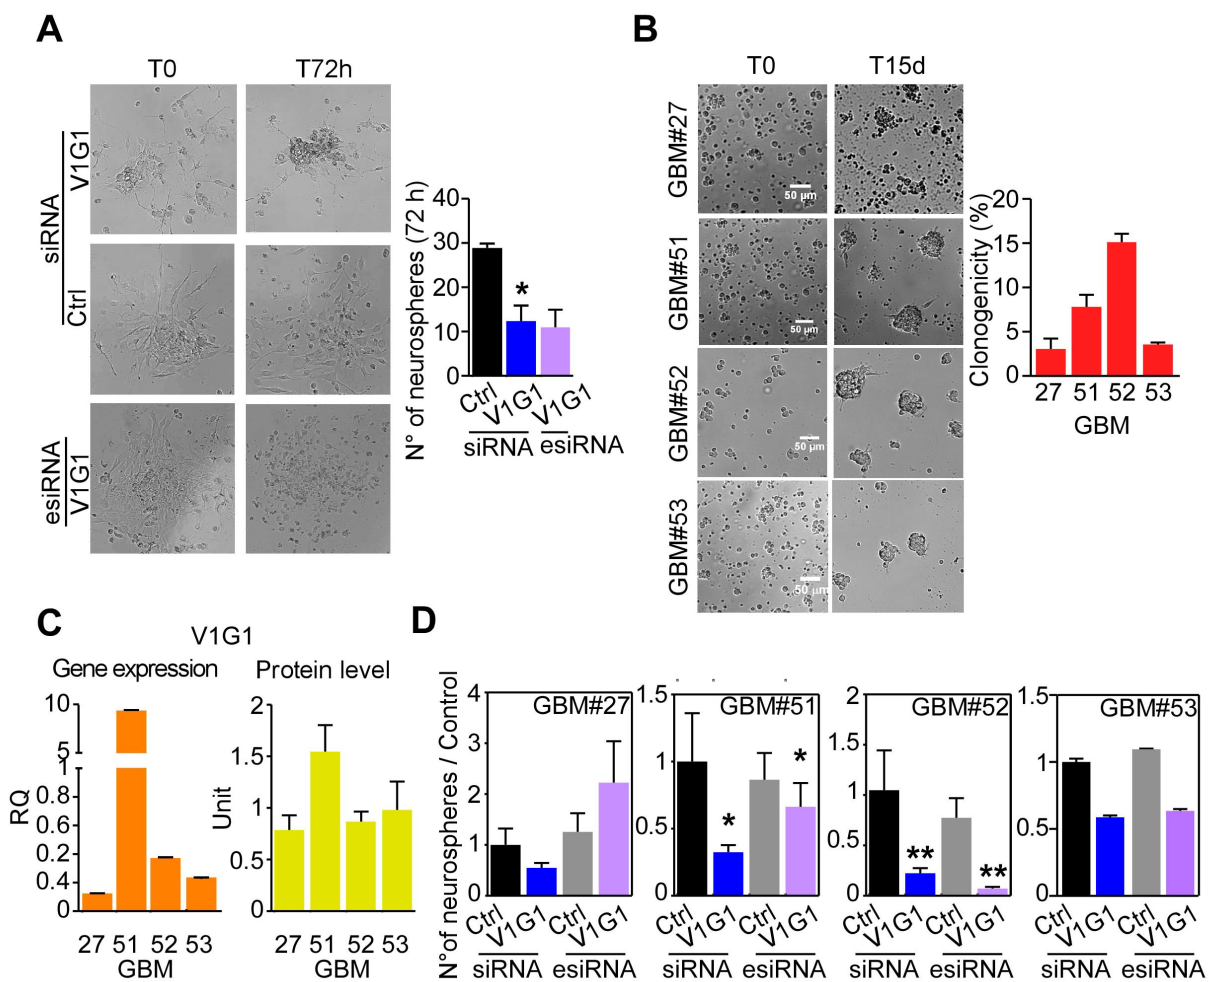 A
T0
T72h
siRNA
V1G1
Ctrl
esiRNA
V1G1
N° of neurospheres (72 h)
40
30
20
10
0
*
Ctrl
V1G1
V1G1
siRNA
esiRNA
B
T0
T15d
GBM#27
50 µm
GBM#51
50 µm
GBM#52
50 µm
GBM#53
50 µm
Clonogenicity (%)
20
15
10
5
0
27 51 52 53
GBM
C
V1G1
Gene expression
RQ
10
5
1
0.8
0.6
0.2
0.4
0
27 51 52 53
GBM
Protein level
Unit
2
1.5
1
0.5
0
27 51 52 53
GBM
D
N°of neurospheres / Control
GBM#27
4
3
2
1
0
Ctrl
V1G1
Ctrl
V1G1
siRNA
esiRNA
GBM#51
1.5
1
0.5
0
*
*
Ctrl
V1G1
Ctrl
V1G1
siRNA
esiRNA
GBM#52
2
1.5
1
0.5
0
**
**
Ctrl
V1G1
Ctrl
V1G1
siRNA
esiRNA
GBM#53
1.5
1
0.5
0
Ctrl
V1G1
Ctrl
V1G1
siRNA
esiRNA